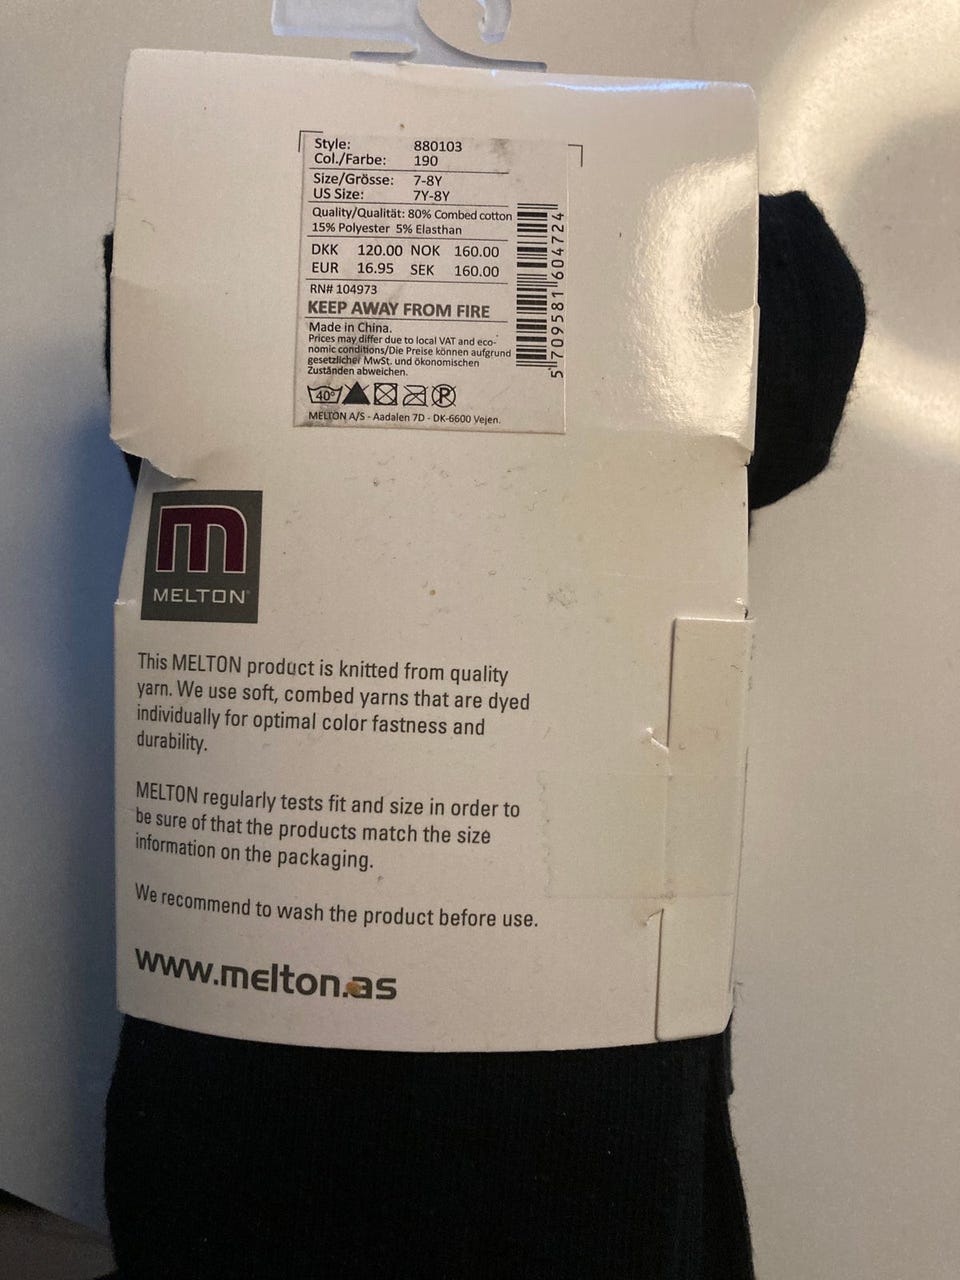 Style: 880103
Col./Farbe: 190
Size/Grösse: 7-8Y
US Size: 7Y-8Y
Quality/Qualität: 80% Combed cotton
15% Polyester 5% Elasthan
DKK 120.00 NOK 160.00
EUR 16.95 SEK 160.00
RN# 104973
KEEP AWAY FROM FIRE
Made in China.
Prices may differ due to local VAT and eco-
nomic conditions/Die Preise können aufgrund
gesetzlicher MwSt. und ökonomischen
Zuständen abweichen.
40° P
MELTON A/S - Aadalen 7D - DK-6600 Vejen.
5 709581 604724
m
MELTON
This MELTON product is knitted from quality
yarn. We use soft, combed yarns that are dyed
individually for optimal color fastness and
durability.
MELTON regularly tests fit and size in order to
be sure of that the products match the size
information on the packaging.
We recommend to wash the product before use.
www.melton.as